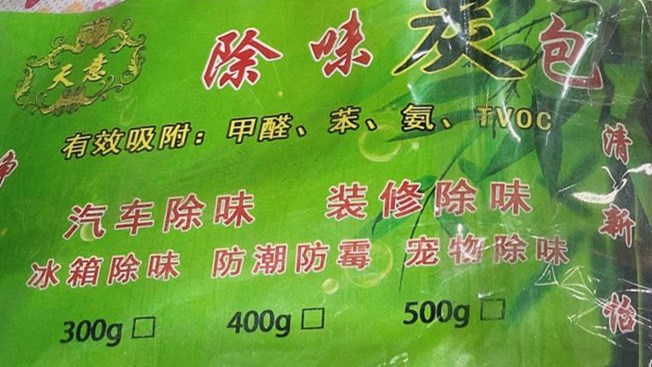 天意
除味炭包
有效吸附：甲醛、苯、氨、TVOC
汽车除味 装修除味
冰箱除味 防潮防霉 宠物除味
300g□ 400g□ 500g□
净
清新怡